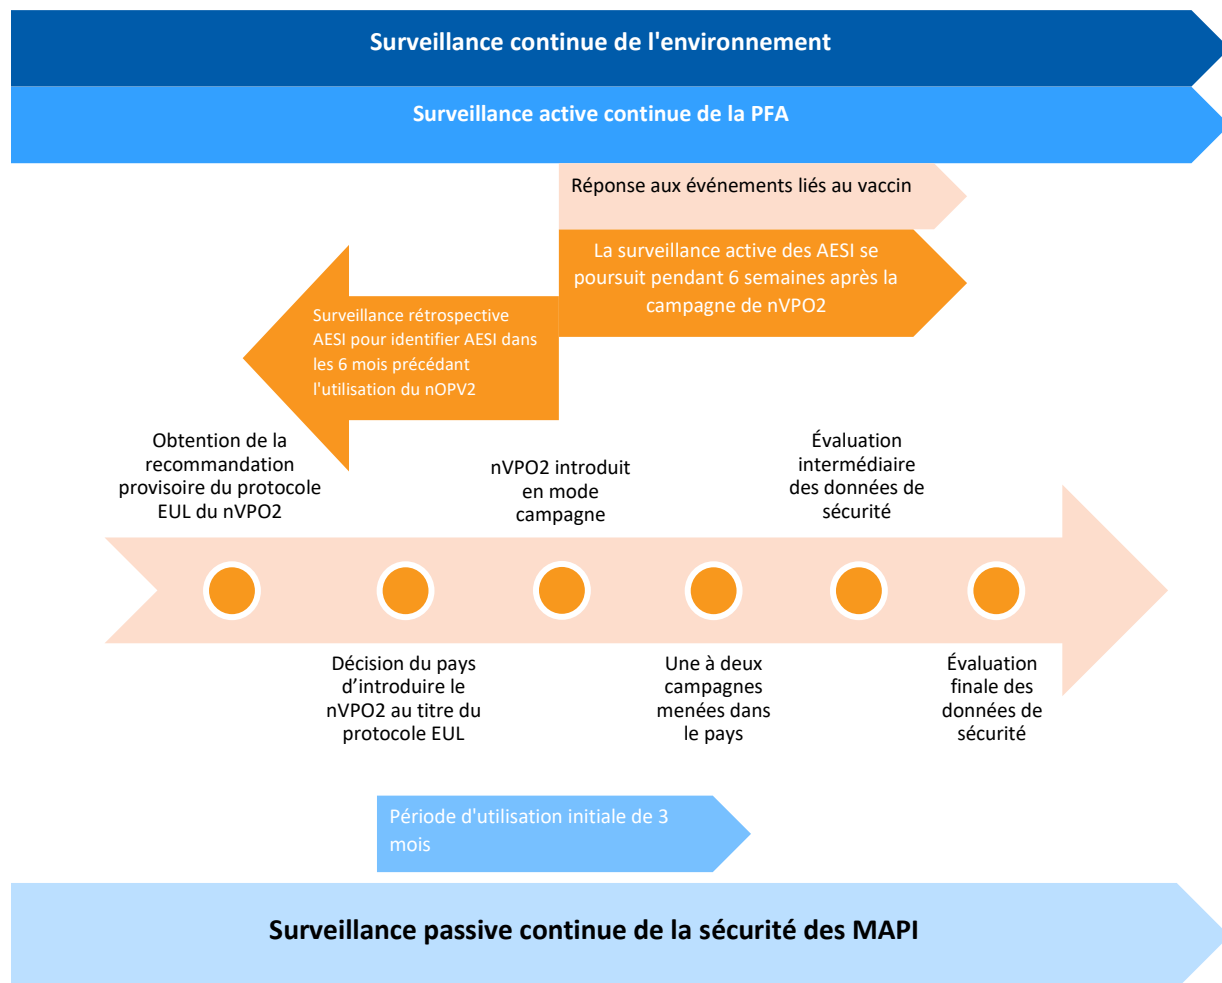 Surveillance continue de l'environnement
Surveillance active continue de la PFA
Réponse aux événements liés au vaccin
La surveillance active des AESI se
poursuit pendant 6 semaines après la
campagne de nVPO2
Surveillance rétrospective
AESI pour identifier AESI dans
les 6 mois précédant
l'utilisation du nOPV2
Obtention de la
recommandation
provisoire du protocole
EUL du nVPO2
nVPO2 introduit
en mode
campagne
Évaluation
intermédiaire
des données de
sécurité
Décision du pays
d’introduire le
nVPO2 au titre du
protocole EUL
Une à deux
campagnes
menées dans
le pays
Évaluation
finale des
données de
sécurité
Période d'utilisation initiale de 3
mois
Surveillance passive continue de la sécurité des MAPI